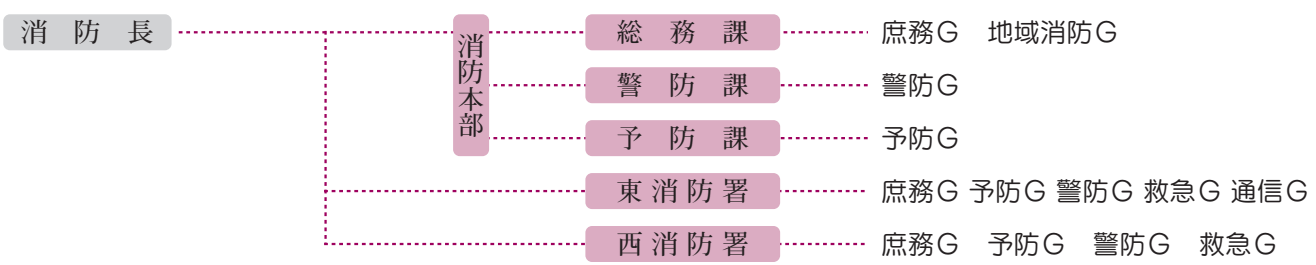 消防長
消防本部
総務課 庶務G 地域消防G
警防課 警防G
予防課 予防G
東消防署 庶務G 予防G 警防G 救急G 通信G
西消防署 庶務G 予防G 警防G 救急G